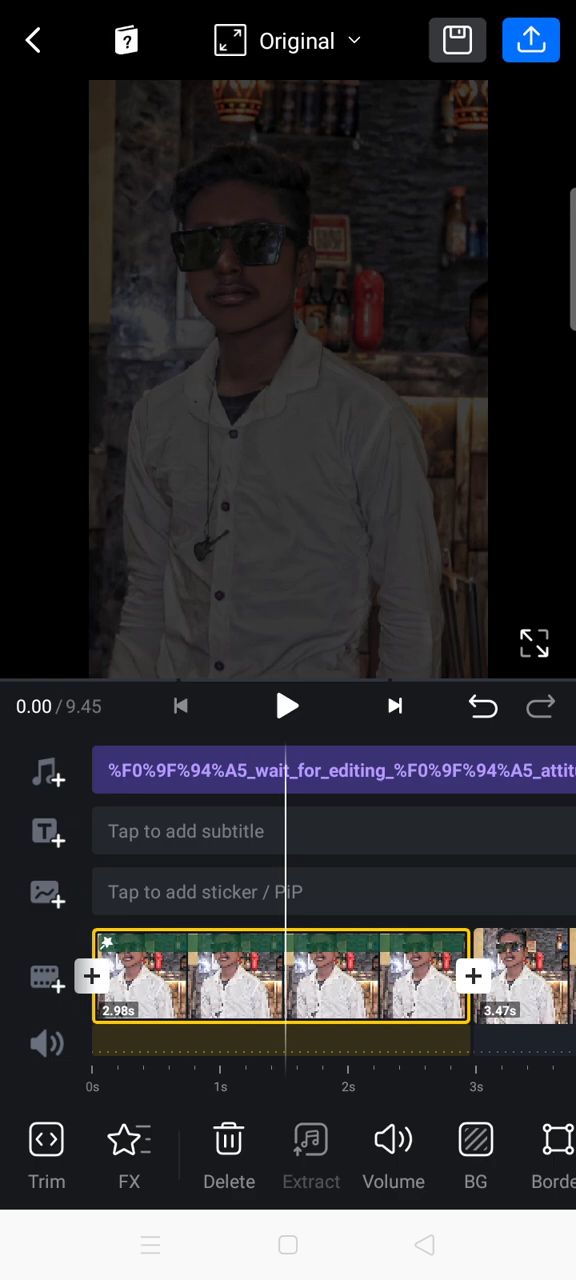 Original
0.00 / 9.45
%F0%9F%94%A5_wait_for_editing_%F0%9F%94%A5_attit
Tap to add subtitle
Tap to add sticker / PiP
2.98s
3.47s
0s
1s
2s
3s
Trim
FX
Delete
Extract
Volume
BG
Borde